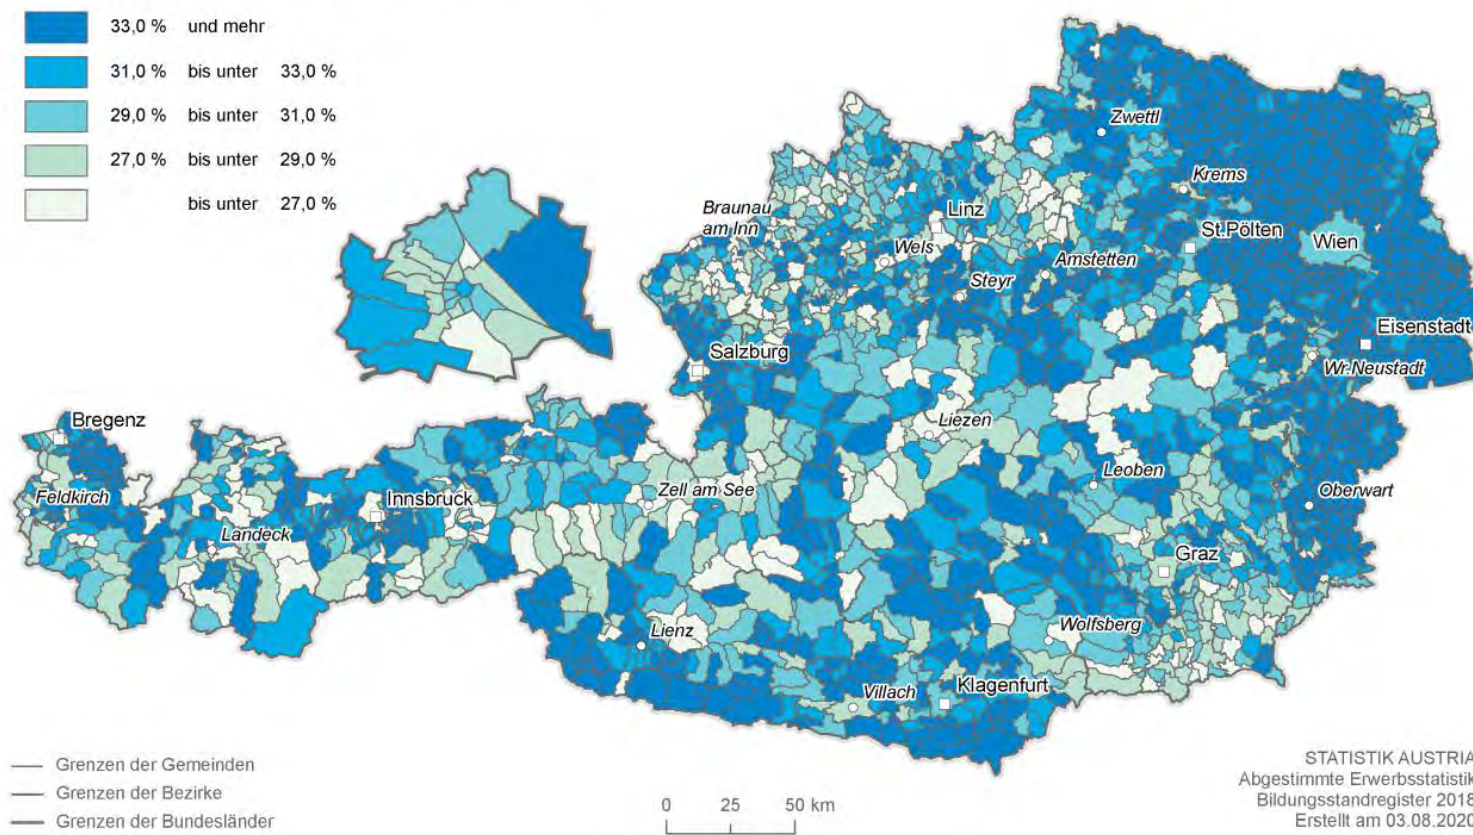 33,0 % und mehr
31,0 % bis unter 33,0 %
29,0 % bis unter 31,0 %
27,0 % bis unter 29,0 %
bis unter 27,0 %
Zwettl
Krems
Braunau
am Inn
Linz
St.Pölten
Wien
Wels
Amstetten
Steyr
Eisenstadt
Salzburg
Wr.Neustadt
Bregenz
Liezen
Leoben
Feldkirch
Innsbruck
Zell am See
Oberwart
Landeck
Graz
Lienz
Wolfsberg
Villach
Klagenfurt
Grenzen der Gemeinden
Grenzen der Bezirke
Grenzen der Bundesländer
0 25 50 km
STATISTIK AUSTRIA
Abgestimmte Erwerbsstatistik
Bildungsstandregister 2018
Erstellt am 03.08.2020